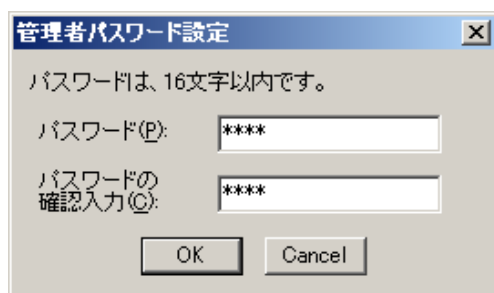 管理者パスワード設定
パスワードは、16文字以内です。
パスワード(P):
****
パスワードの
確認入力(C):
****
OK
Cancel